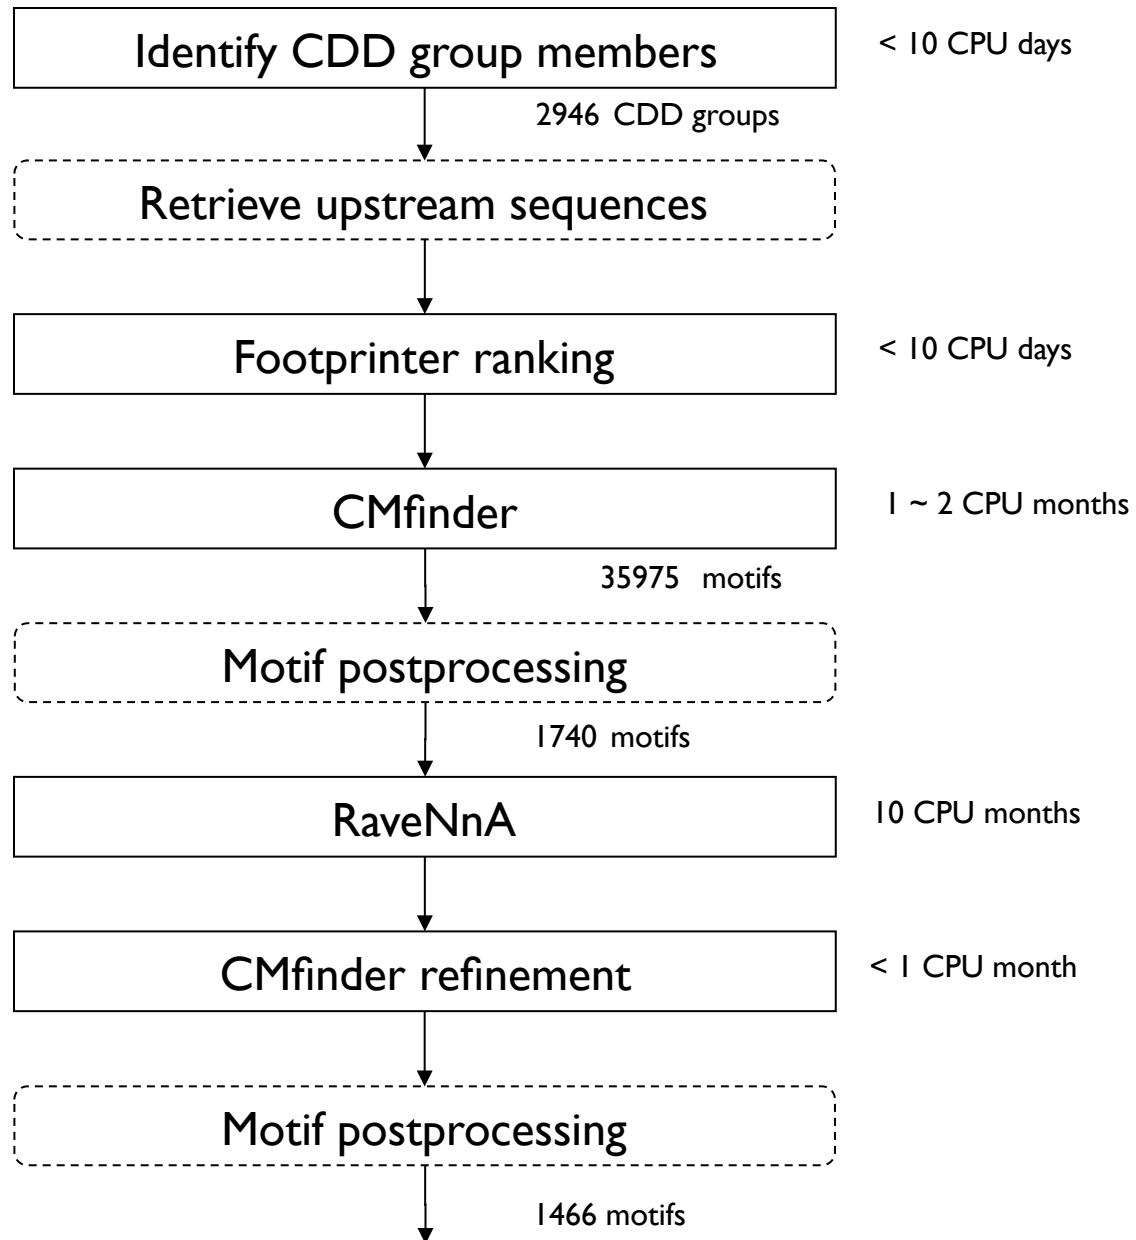 Identify CDD group members
< 10 CPU days
2946 CDD groups
Retrieve upstream sequences
Footprinter ranking
< 10 CPU days
CMfinder
1 ~ 2 CPU months
35975 motifs
Motif postprocessing
1740 motifs
RaveNnA
10 CPU months
CMfinder refinement
< 1 CPU month
Motif postprocessing
1466 motifs